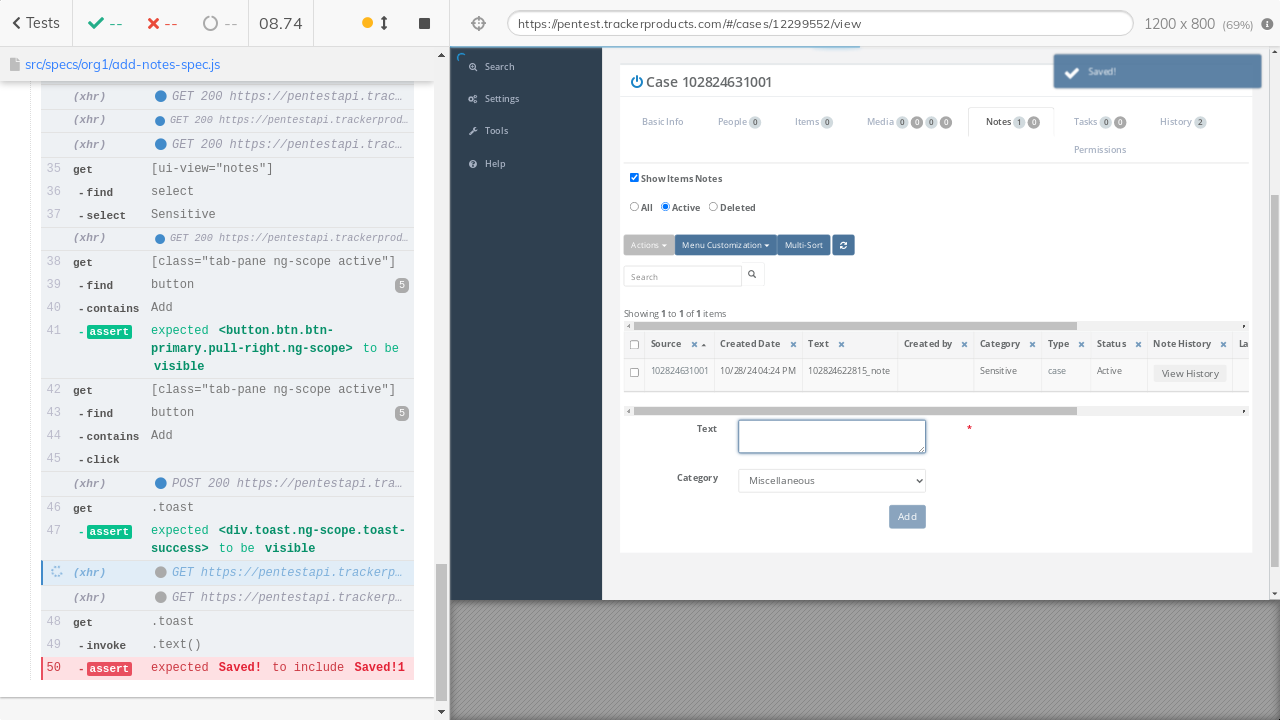 Tests
--
--
--
08.74
https://pentest.trackerproducts.com/#/cases/12299552/view
1200 x 800 (69%)
src/specs/org1/add-notes-spec.js
(xhr) GET 200 https://pentestapi.trac…
(xhr) GET 200 https://pentestapi.trackerprod…
(xhr) GET 200 https://pentestapi.trac…
35 get [ui-view="notes"]
36 - find select
37 - select Sensitive
(xhr) GET 200 https://pentestapi.trackerprod…
38 get [class="tab-pane ng-scope active"]
39 - find button 5
40 - contains Add
41 - assert expected <button.btn.btn-
primary.pull-right.ng-scope> to be
visible
42 get [class="tab-pane ng-scope active"]
43 - find button 5
44 - contains Add
45 - click
(xhr) POST 200 https://pentestapi.tra…
46 get .toast
47 - assert expected <div.toast.ng-scope.toast-
success> to be visible
(xhr) GET https://pentestapi.trackerp…
(xhr) GET https://pentestapi.trackerp…
48 get .toast
49 - invoke .text()
50 - assert expected Saved! to include Saved!1
Search
Settings
Tools
Help
Case 102824631001
Saved!
Basic Info People 0 Items 0 Media 0 0 0 0 Notes 1 0 Tasks 0 0 History 2
Permissions
Show Items Notes
All Active Deleted
Actions Menu Customization Multi-Sort
Search
Showing 1 to 1 of 1 items
Source Created Date Text Created by Category Type Status Note History La
102824631001 10/28/24 04:24 PM 102824622815_note Sensitive case Active View History
Text *
Category Miscellaneous
Add